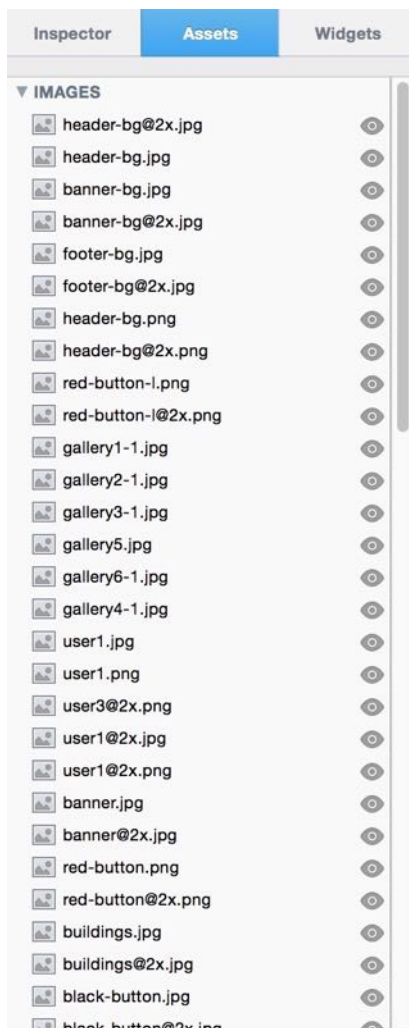 Inspector Assets Widgets
IMAGES
header-bg@2x.jpg
header-bg.jpg
banner-bg.jpg
banner-bg@2x.jpg
footer-bg.jpg
footer-bg@2x.jpg
header-bg.png
header-bg@2x.png
red-button-l.png
red-button-l@2x.png
gallery1-1.jpg
gallery2-1.jpg
gallery3-1.jpg
gallery5.jpg
gallery6-1.jpg
gallery4-1.jpg
user1.jpg
user1.png
user3@2x.png
user1@2x.jpg
user1@2x.png
banner.jpg
banner@2x.jpg
red-button.png
red-button@2x.png
buildings.jpg
buildings@2x.jpg
black-button.jpg
black-button@2x.jpg